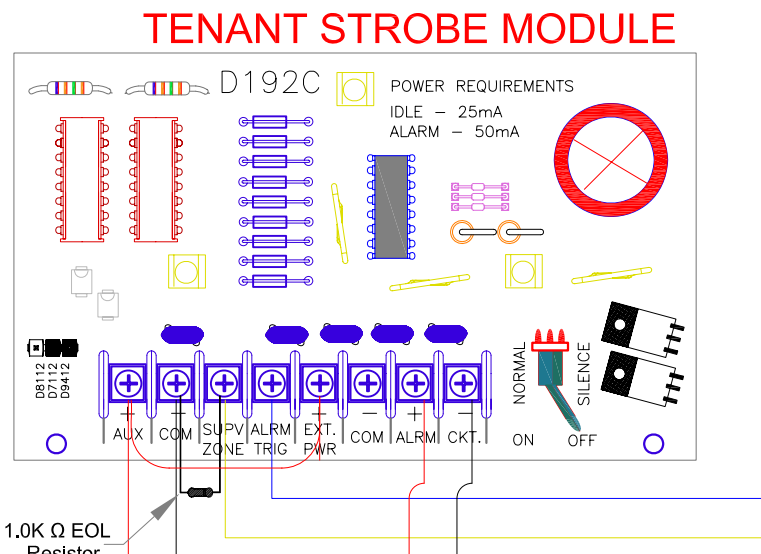 TENANT STROBE MODULE
D192C
POWER REQUIREMENTS
IDLE - 25mA
ALARM - 50mA
D8112
D7112
D9412
NORMAL
SILENCE
+ - + - - + -
AUX COM SUPV ZONE ALRM TRIG EXT. PWR COM ALRM CKT.
ON OFF
1.0K Ω EOL
Resistor